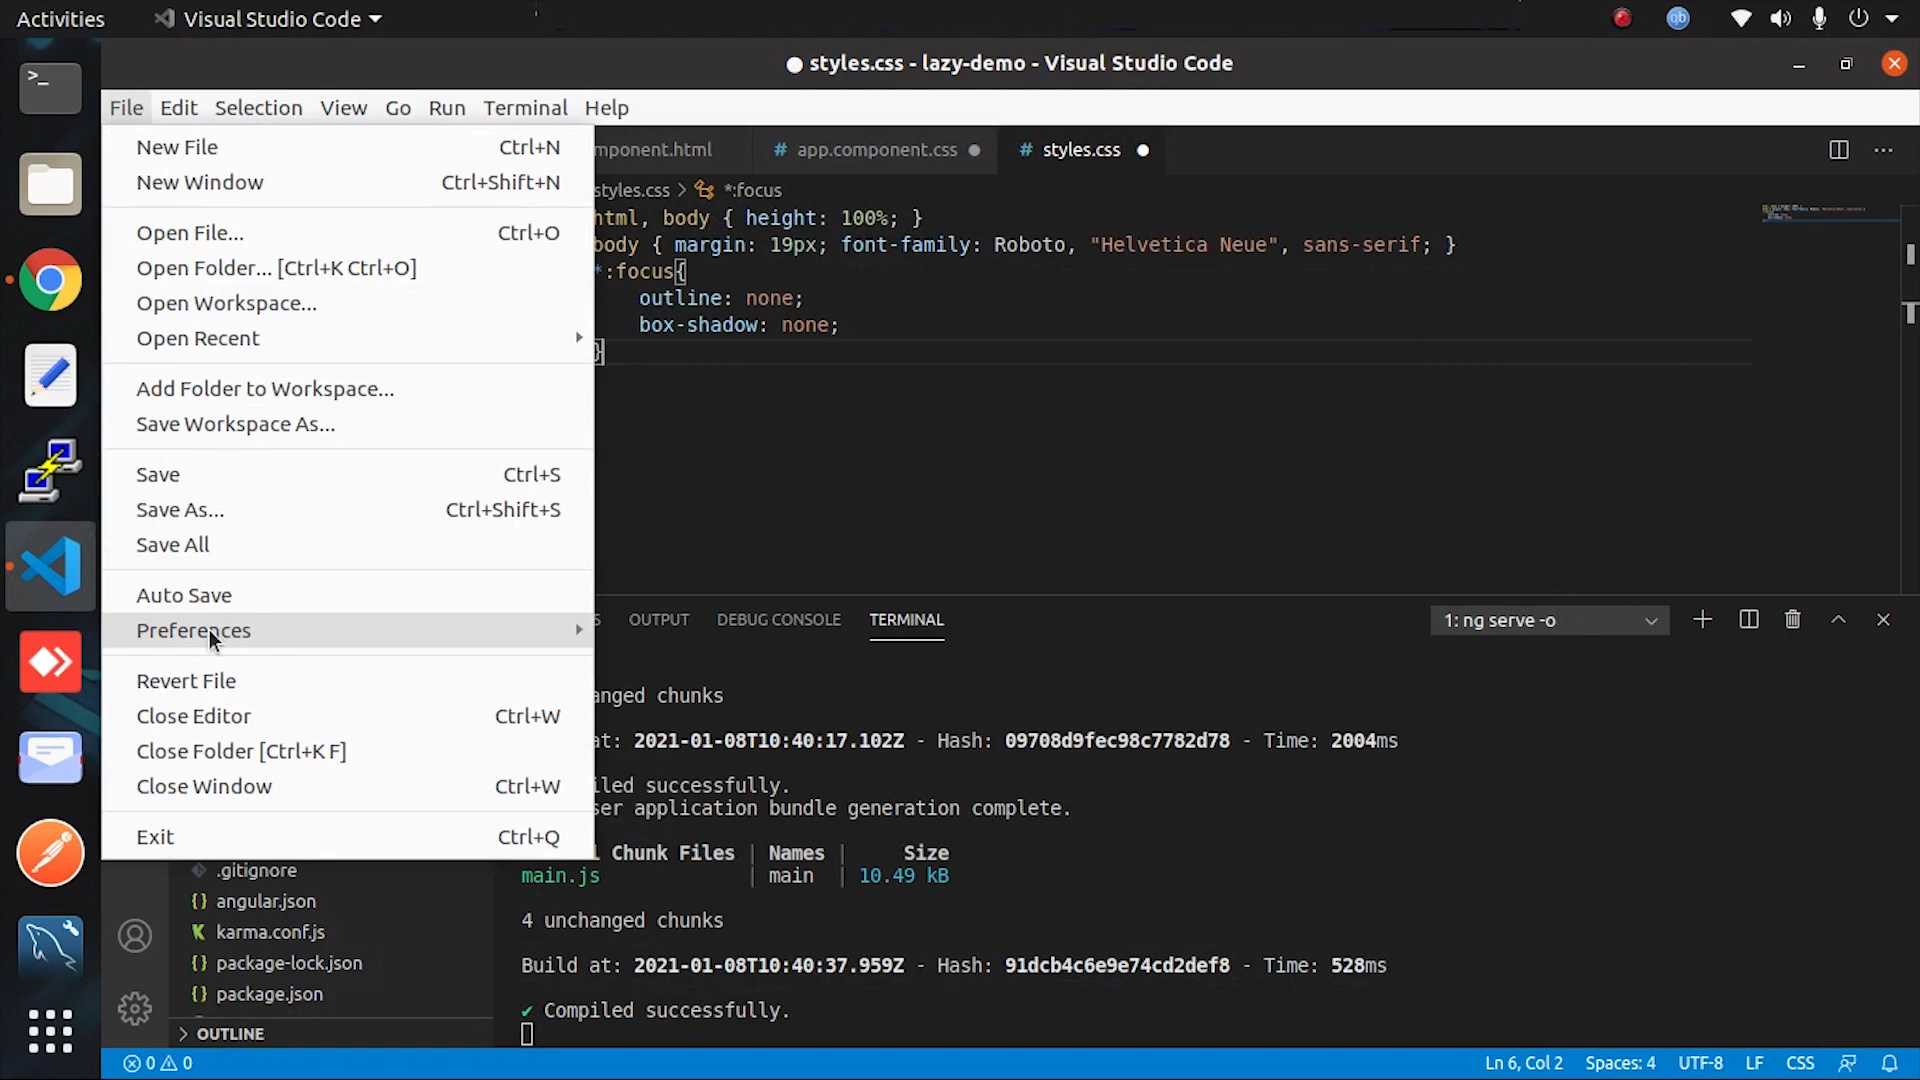 Activities
Visual Studio Code
qb
styles.css - lazy-demo - Visual Studio Code
File Edit Selection View Go Run Terminal Help
New File Ctrl+N
New Window Ctrl+Shift+N
Open File... Ctrl+O
Open Folder... [Ctrl+K Ctrl+O]
Open Workspace...
Open Recent
Add Folder to Workspace...
Save Workspace As...
Save Ctrl+S
Save As... Ctrl+Shift+S
Save All
Auto Save
Preferences
Revert File
Close Editor Ctrl+W
Close Folder [Ctrl+K F]
Close Window Ctrl+W
Exit Ctrl+Q
mponent.html
# app.component.css
# styles.css
styles.css > *:focus
html, body { height: 100%; }
body { margin: 19px; font-family: Roboto, "Helvetica Neue", sans-serif; }
*:focus{
outline: none;
box-shadow: none;
}
S OUTPUT DEBUG CONSOLE TERMINAL
1: ng serve -o
anged chunks
at: 2021-01-08T10:40:17.102Z - Hash: 09708d9fec98c7782d78 - Time: 2004ms
iled successfully.
ser application bundle generation complete.
l Chunk Files | Names | Size
main.js | main | 10.49 kB
4 unchanged chunks
Build at: 2021-01-08T10:40:37.959Z - Hash: 91dcb4c6e9e74cd2def8 - Time: 528ms
✔ Compiled successfully.
.gitignore
{} angular.json
K karma.conf.js
{} package-lock.json
{} package.json
> OUTLINE
0 0
Ln 6, Col 2 Spaces: 4 UTF-8 LF CSS